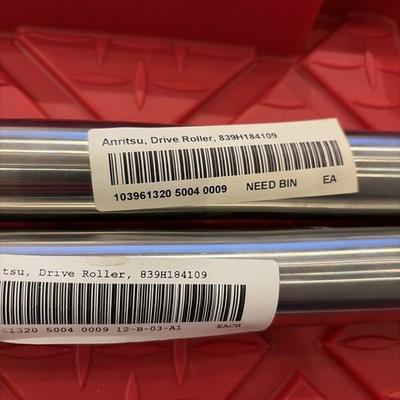 Anritsu, Drive Roller, 839H184109
103961320 5004 0009 NEED BIN EA
tsu, Drive Roller, 839H184109
61320 5004 0009 12-B-03-A1 EACH